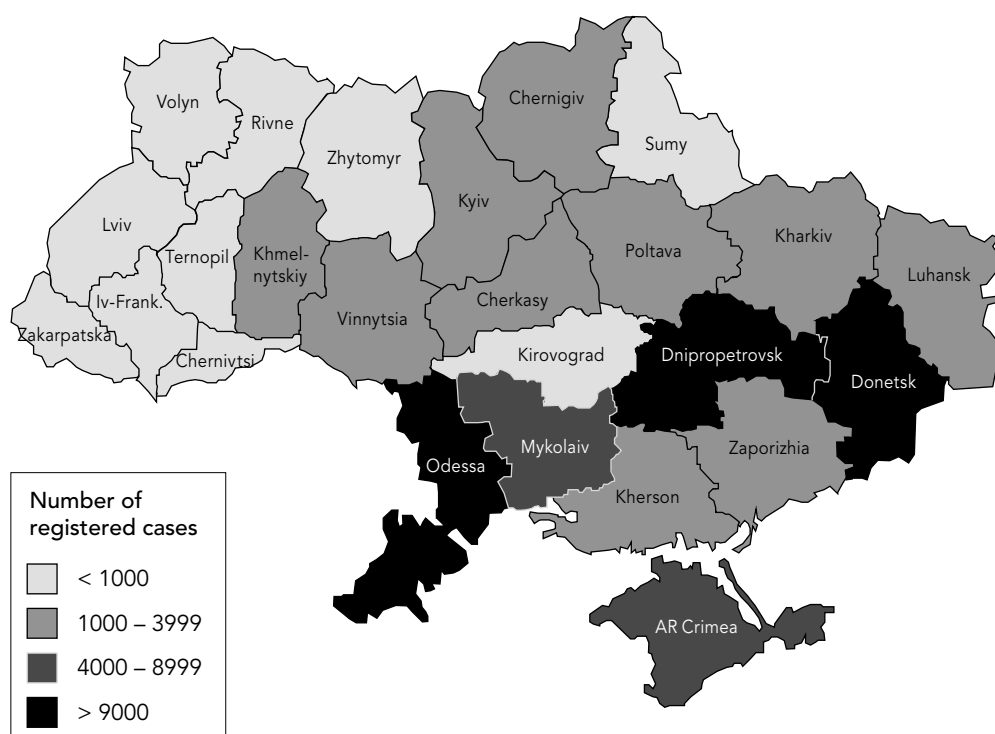 Volyn
Rivne
Zhytomyr
Chernigiv
Sumy
Kyiv
Lviv
Ternopil
Khmel-
nytskiy
Poltava
Kharkiv
Luhansk
Iv-Frank.
Cherkasy
Zakarpatska
Vinnytsia
Chernivtsi
Kirovograd
Dnipropetrovsk
Donetsk
Odessa
Mykolaiv
Zaporizhia
Kherson
AR Crimea
Number of
registered cases
< 1000
1000 – 3999
4000 – 8999
> 9000